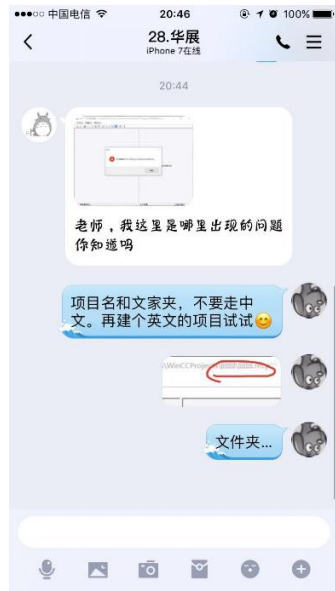 中国电信
20:46
100%
28.华展
iPhone 7在线
20:44
老师，我这里是哪里出现的问题
你知道吗
项目名和文家夹，不要走中
文。再建个英文的项目试试
\WinCCProje
文件夹...